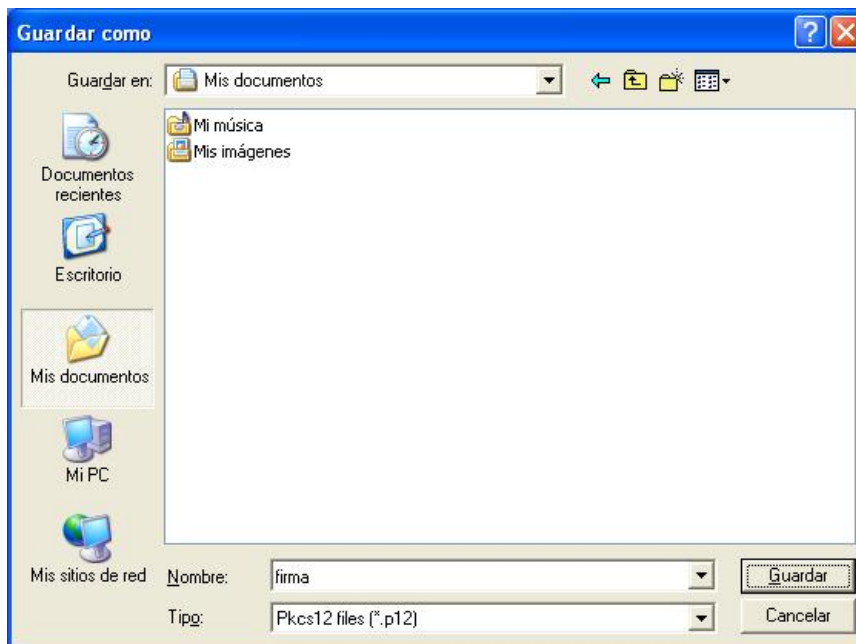 Guardar como
Guardar en:
Mis documentos
Mi música
Mis imágenes
Documentos
recientes
Escritorio
Mis documentos
Mi PC
Mis sitios de red
Nombre:
firma
Guardar
Tipo:
Pkcs12 files (*.p12)
Cancelar